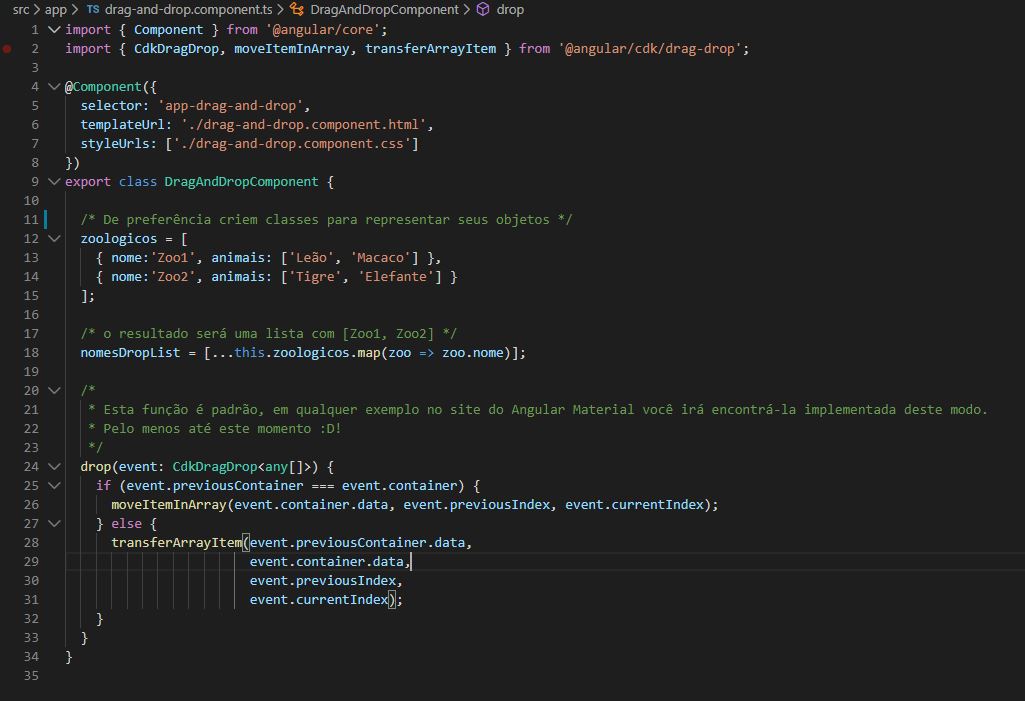 src > app > TS drag-and-drop.component.ts > DragAndDropComponent > drop
1 import { Component } from '@angular/core';
2 import { CdkDragDrop, moveItemInArray, transferArrayItem } from '@angular/cdk/drag-drop';
3
4 @Component({
5   selector: 'app-drag-and-drop',
6   templateUrl: './drag-and-drop.component.html',
7   styleUrls: ['./drag-and-drop.component.css']
8 })
9 export class DragAndDropComponent {
10
11   /* De preferência criem classes para representar seus objetos */
12   zoologicos = [
13     { nome:'Zoo1', animais: ['Leão', 'Macaco'] },
14     { nome:'Zoo2', animais: ['Tigre', 'Elefante'] }
15   ];
16
17   /* o resultado será uma lista com [Zoo1, Zoo2] */
18   nomesDropList = [...this.zoologicos.map(zoo => zoo.nome)];
19
20   /*
21    * Esta função é padrão, em qualquer exemplo no site do Angular Material você irá encontrá-la implementada deste modo.
22    * Pelo menos até este momento :D!
23    */
24   drop(event: CdkDragDrop<any[]>) {
25     if (event.previousContainer === event.container) {
26       moveItemInArray(event.container.data, event.previousIndex, event.currentIndex);
27     } else {
28       transferArrayItem(event.previousContainer.data,
29                         event.container.data,
30                         event.previousIndex,
31                         event.currentIndex);
32     }
33   }
34 }
35